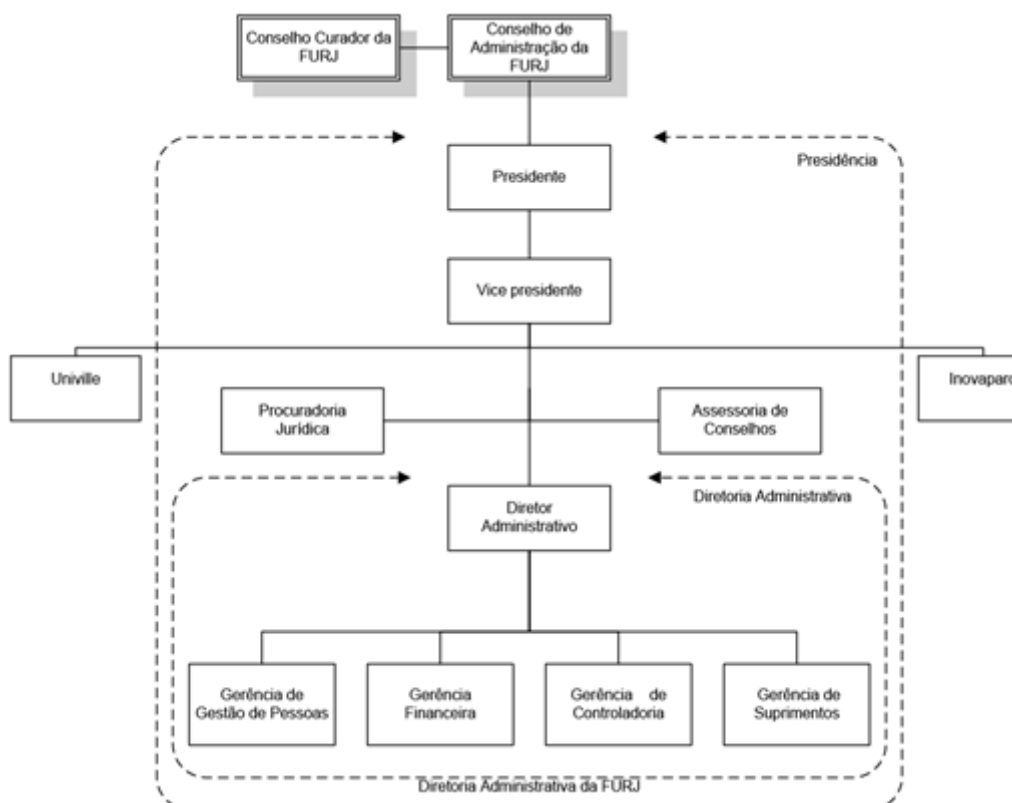 Conselho Curador da
FURJ
Conselho de
Administração da
FURJ
Presidência
Presidente
Vice presidente
Univille
Inovaparq
Procuradoria
Jurídica
Assessoria de
Conselhos
Diretoria Administrativa
Diretor
Administrativo
Gerência de
Gestão de Pessoas
Gerência
Financeira
Gerência de
Controladoria
Gerência de
Suprimentos
Diretoria Administrativa da FURJ